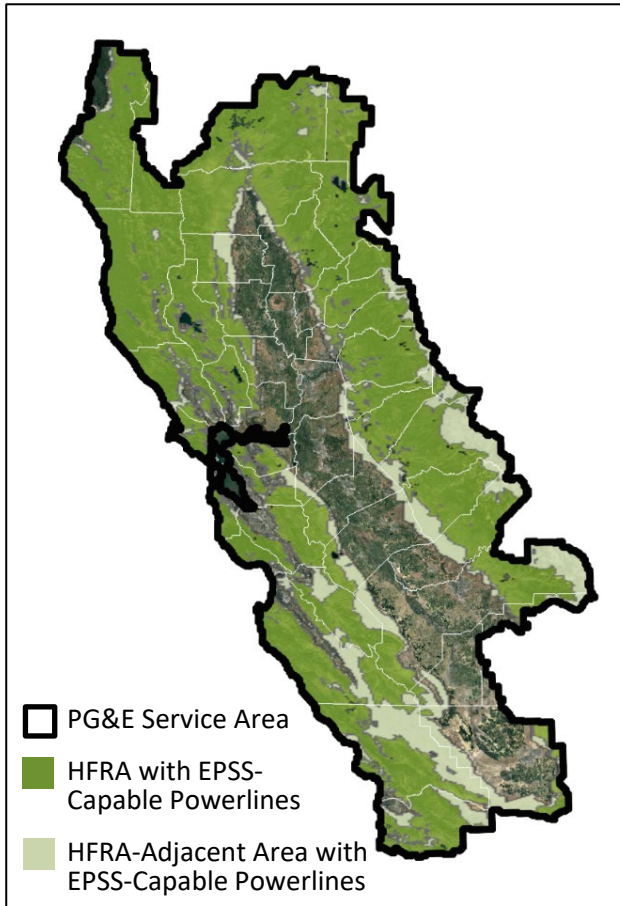 PG&E Service Area
HFRA with EPSS-
Capable Powerlines
HFRA-Adjacent Area with
EPSS-Capable Powerlines